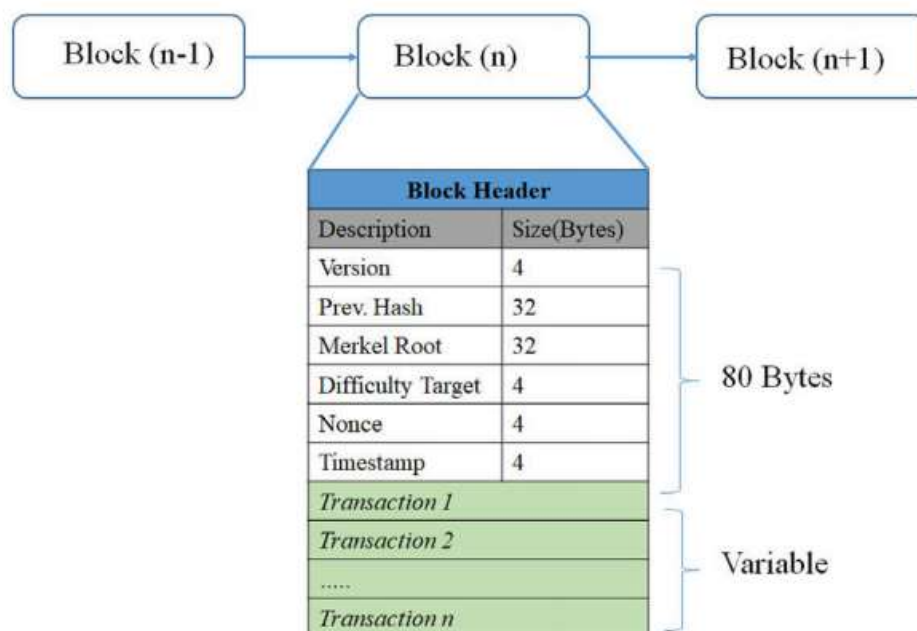 Block (n-1)
Block (n)
Block (n+1)
Block Header
Description Size(Bytes)
Version 4
Prev. Hash 32
Merkel Root 32
Difficulty Target 4
Nonce 4
Timestamp 4
80 Bytes
Transaction 1
Transaction 2
.....
Transaction n
Variable